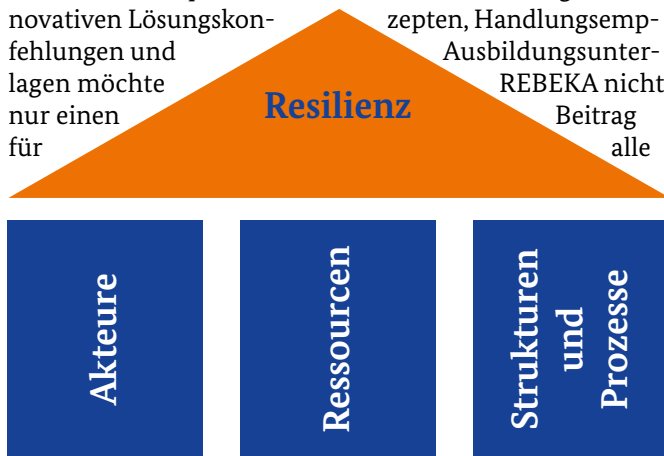 novativen Lösungskon- zepten, Handlungsemp-
fehlungen und Ausbildungsunter-
lagen möchte REBEKA nicht
nur einen Beitrag
für alle
Resilienz
Akteure
Ressourcen
Strukturen
und
Prozesse